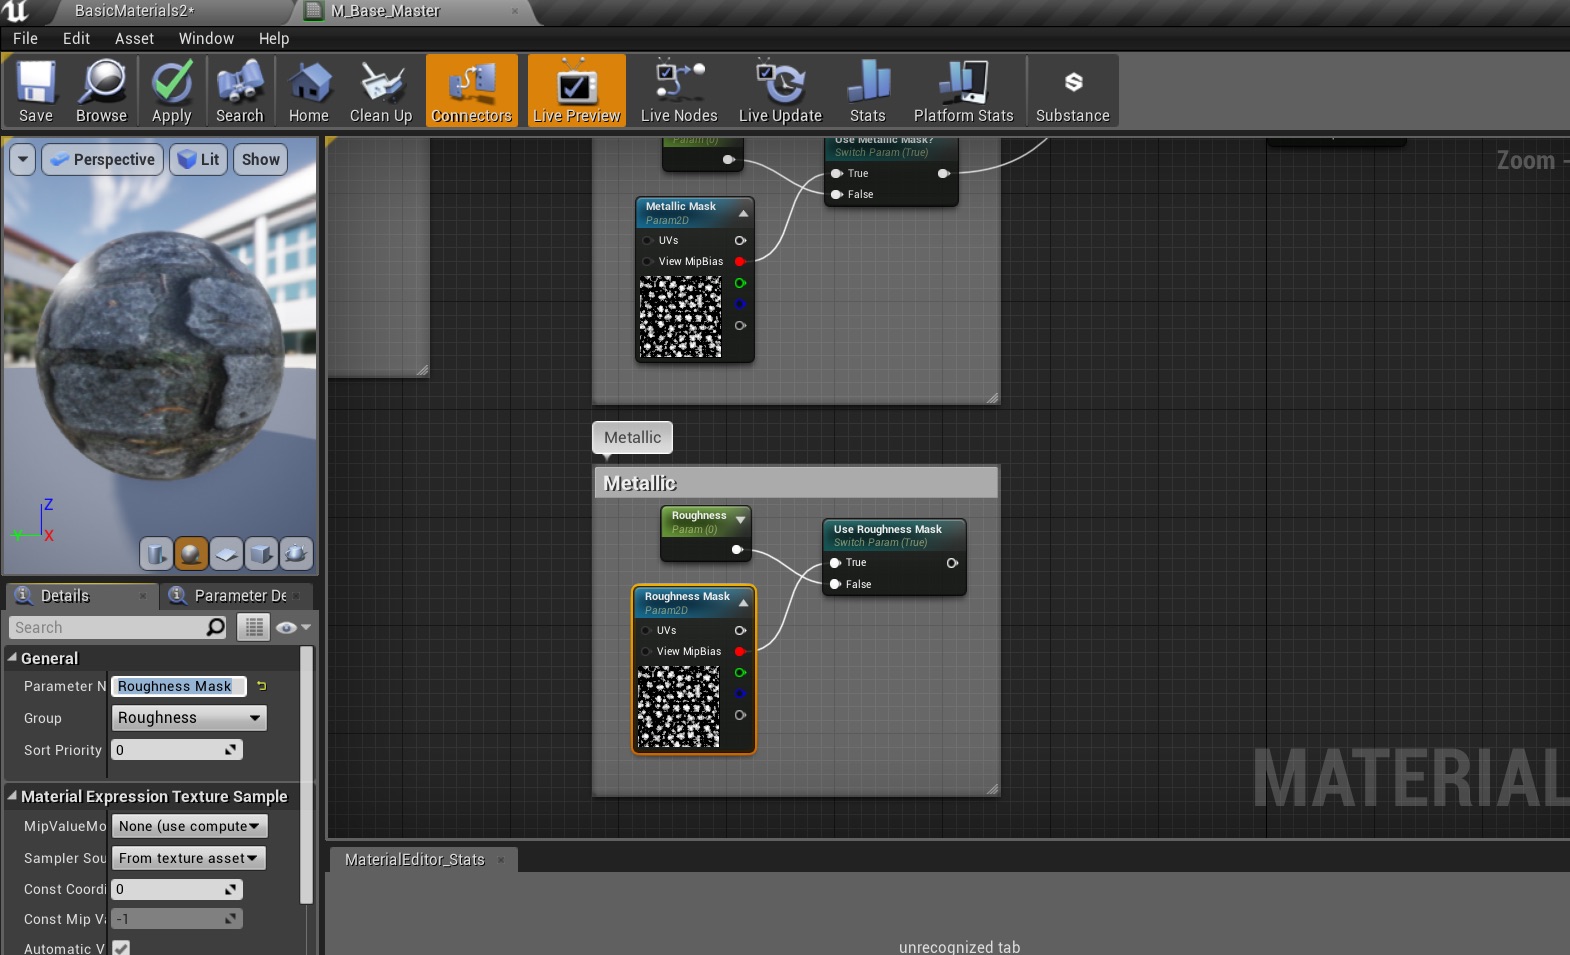 BasicMaterials2*
M_Base_Master
File Edit Asset Window Help
Save Browse Apply Search Home Clean Up Connectors Live Preview Live Nodes Live Update Stats Platform Stats Substance
Perspective Lit Show
Zoom -
Param (0)
Use Metallic Mask?
Switch Param (True)
True
False
Metallic Mask
Param2D
UVs
View MipBias
Metallic
Metallic
Roughness
Param (0)
Use Roughness Mask
Switch Param (True)
True
False
Roughness Mask
Param2D
UVs
View MipBias
MATERIAL
Z
Y
X
Details
Parameter De
Search
General
Parameter N Roughness Mask
Group Roughness
Sort Priority 0
Material Expression Texture Sample
MipValueMo None (use compute
Sampler Sou From texture asset
Const Coordi 0
Const Mip Va -1
Automatic V
MaterialEditor_Stats
unrecognized tab